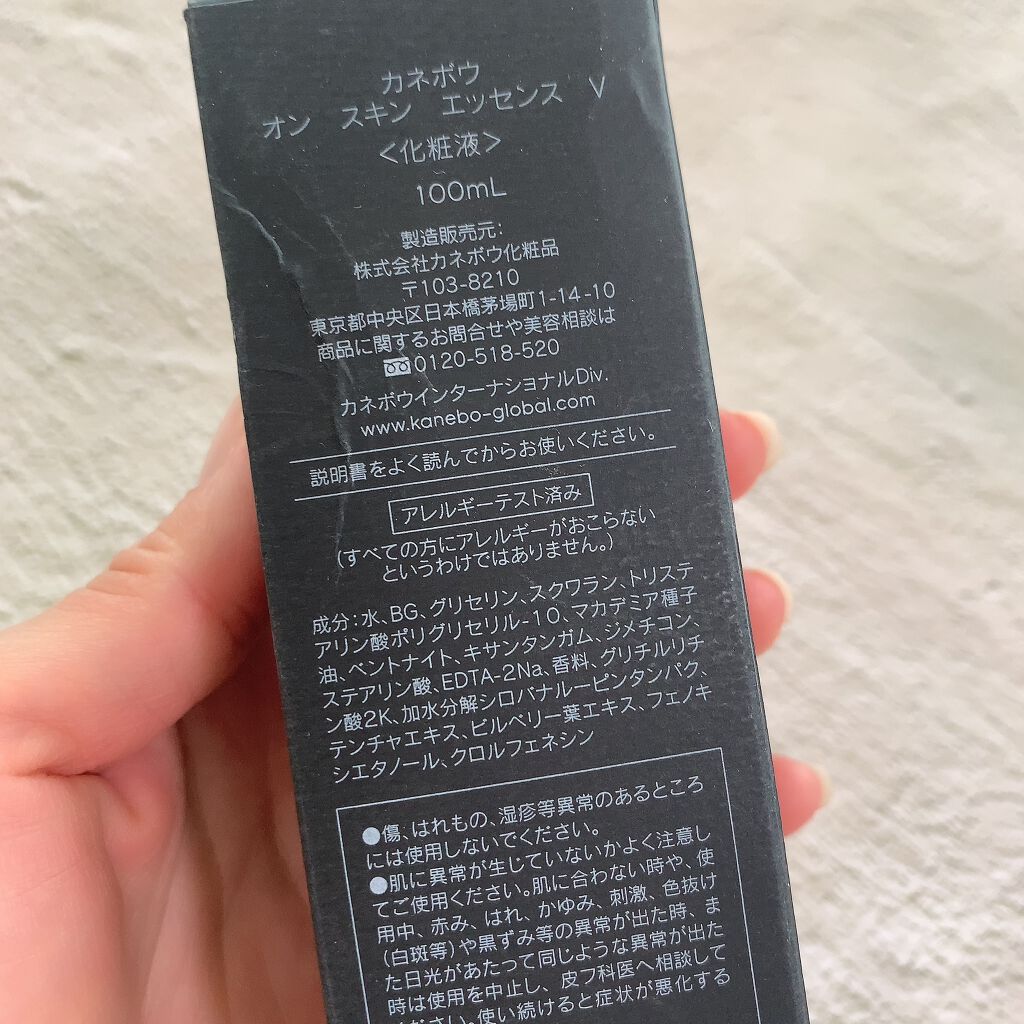 カネボウ
オン スキン エッセンス V
<化粧液>
100mL
製造販売元:
株式会社カネボウ化粧品
〒103-8210
東京都中央区日本橋茅場町1-14-10
商品に関するお問合せや美容相談は
0120-518-520
カネボウインターナショナルDiv.
www.kanebo-global.com
説明書をよく読んでからお使いください。
アレルギーテスト済み
(すべての方にアレルギーがおこらない
というわけではありません。)
成分:水、BG、グリセリン、スクワラン、トリステ
アリン酸ポリグリセリル-10、マカデミア種子
油、ベントナイト、キサンタンガム、ジメチコン、
ステアリン酸、EDTA-2Na、香料、グリチルリチ
ン酸2K、加水分解シロバナルーピンタンパク、
テンチャエキス、ビルベリー葉エキス、フェノキ
シエタノール、クロルフェネシン
●傷、はれもの、湿疹等異常のあるところ
には使用しないでください。
●肌に異常が生じていないかよく注意し
てご使用ください。肌に合わない時や、使
用中、赤み、はれ、かゆみ、刺激、色抜け
(白斑等)や黒ずみ等の異常が出た時、ま
た日光があたって同じような異常が出た
時は使用を中止し、皮フ科医へ相談して
ください。使い続けると症状が悪化する